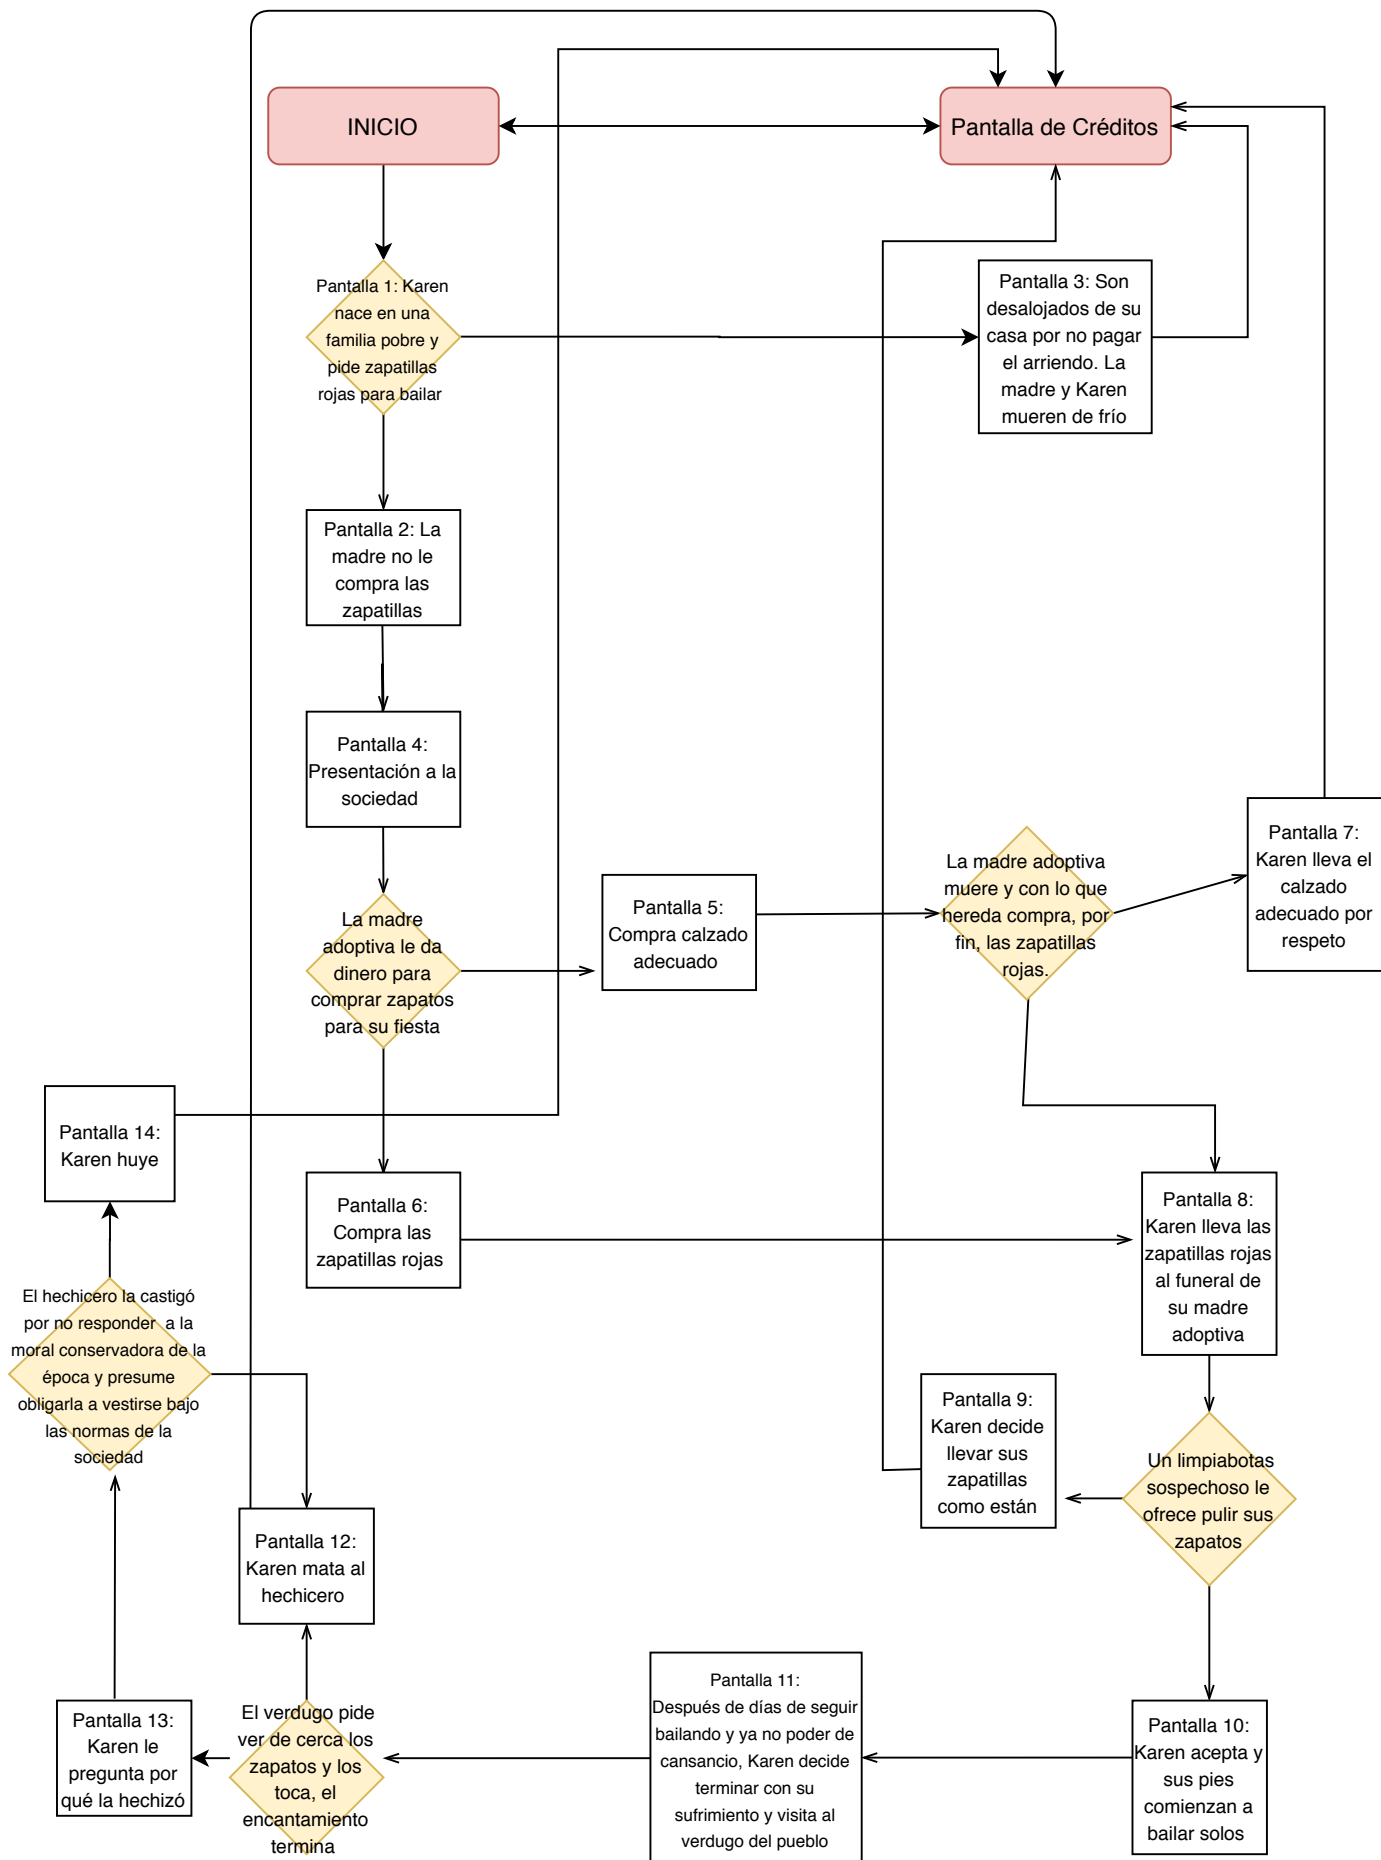 INICIO
Pantalla de Créditos
Pantalla 1: Karen
nace en una
familia pobre y
pide zapatillas
rojas para bailar
Pantalla 3: Son
desalojados de su
casa por no pagar
el arriendo. La
madre y Karen
mueren de frío
Pantalla 2: La
madre no le
compra las
zapatillas
Pantalla 4:
Presentación a la
sociedad
La madre
adoptiva le da
dinero para
comprar zapatos
para su fiesta
Pantalla 5:
Compra calzado
adecuado
La madre adoptiva
muere y con lo que
hereda compra, por
fin, las zapatillas
rojas.
Pantalla 7:
Karen lleva el
calzado
adecuado por
respeto
Pantalla 14:
Karen huye
Pantalla 6:
Compra las
zapatillas rojas
Pantalla 8:
Karen lleva las
zapatillas rojas
al funeral de
su madre
adoptiva
El hechicero la castigó
por no responder  a la
moral conservadora de la
época y presume
obligarla a vestirse bajo
las normas de la
sociedad
Pantalla 9:
Karen decide
llevar sus
zapatillas
como están
Un limpiabotas
sospechoso le
ofrece pulir sus
zapatos
Pantalla 12:
Karen mata al
hechicero
Pantalla 13:
Karen le
pregunta por
qué la hechizó
El verdugo pide
ver de cerca los
zapatos y los
toca, el
encantamiento
termina
Pantalla 11:
Después de días de seguir
bailando y ya no poder de
cansancio, Karen decide
terminar con su
sufrimiento y visita al
verdugo del pueblo
Pantalla 10:
Karen acepta y
sus pies
comienzan a
bailar solos